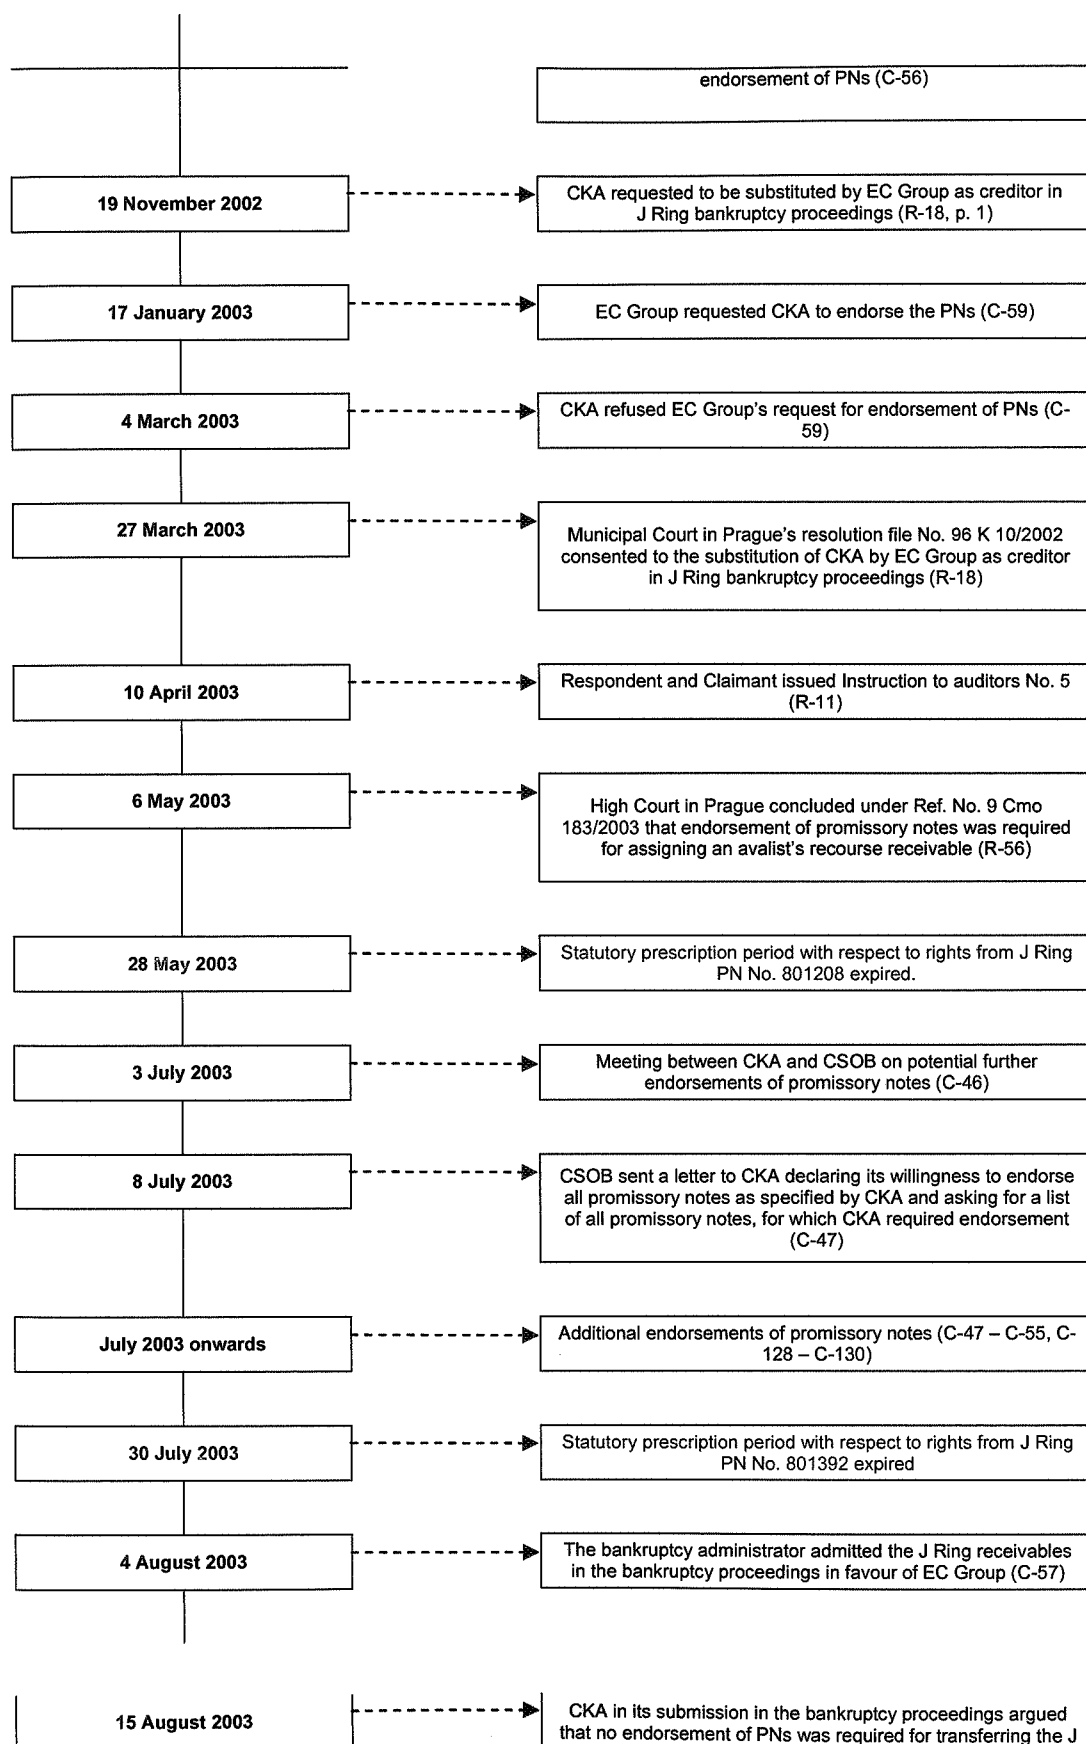 endorsement of PNs (C-56)
19 November 2002
CKA requested to be substituted by EC Group as creditor in
J Ring bankruptcy proceedings (R-18, p. 1)
17 January 2003
EC Group requested CKA to endorse the PNs (C-59)
4 March 2003
CKA refused EC Group's request for endorsement of PNs (C-
59)
27 March 2003
Municipal Court in Prague's resolution file No. 96 K 10/2002
consented to the substitution of CKA by EC Group as creditor
in J Ring bankruptcy proceedings (R-18)
10 April 2003
Respondent and Claimant issued Instruction to auditors No. 5
(R-11)
6 May 2003
High Court in Prague concluded under Ref. No. 9 Cmo
183/2003 that endorsement of promissory notes was required
for assigning an avalist's recourse receivable (R-56)
28 May 2003
Statutory prescription period with respect to rights from J Ring
PN No. 801208 expired.
3 July 2003
Meeting between CKA and CSOB on potential further
endorsements of promissory notes (C-46)
8 July 2003
CSOB sent a letter to CKA declaring its willingness to endorse
all promissory notes as specified by CKA and asking for a list
of all promissory notes, for which CKA required endorsement
(C-47)
July 2003 onwards
Additional endorsements of promissory notes (C-47 – C-55, C-
128 – C-130)
30 July 2003
Statutory prescription period with respect to rights from J Ring
PN No. 801392 expired
4 August 2003
The bankruptcy administrator admitted the J Ring receivables
in the bankruptcy proceedings in favour of EC Group (C-57)
15 August 2003
CKA in its submission in the bankruptcy proceedings argued
that no endorsement of PNs was required for transferring the J